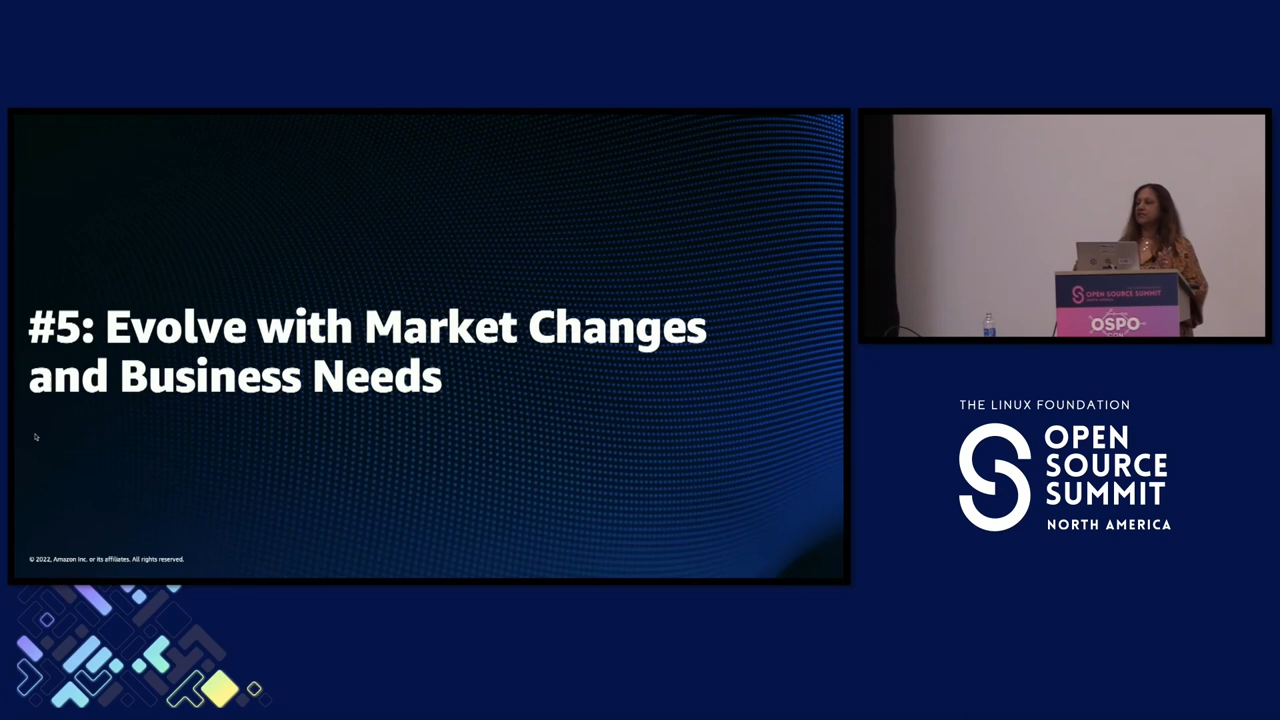 #5: Evolve with Market Changes
and Business Needs
© 2022, Amazon Inc. or its affiliates. All rights reserved.
OPEN SOURCE SUMMIT
OSPO
CON
THE LINUX FOUNDATION
OPEN
SOURCE
SUMMIT
NORTH AMERICA